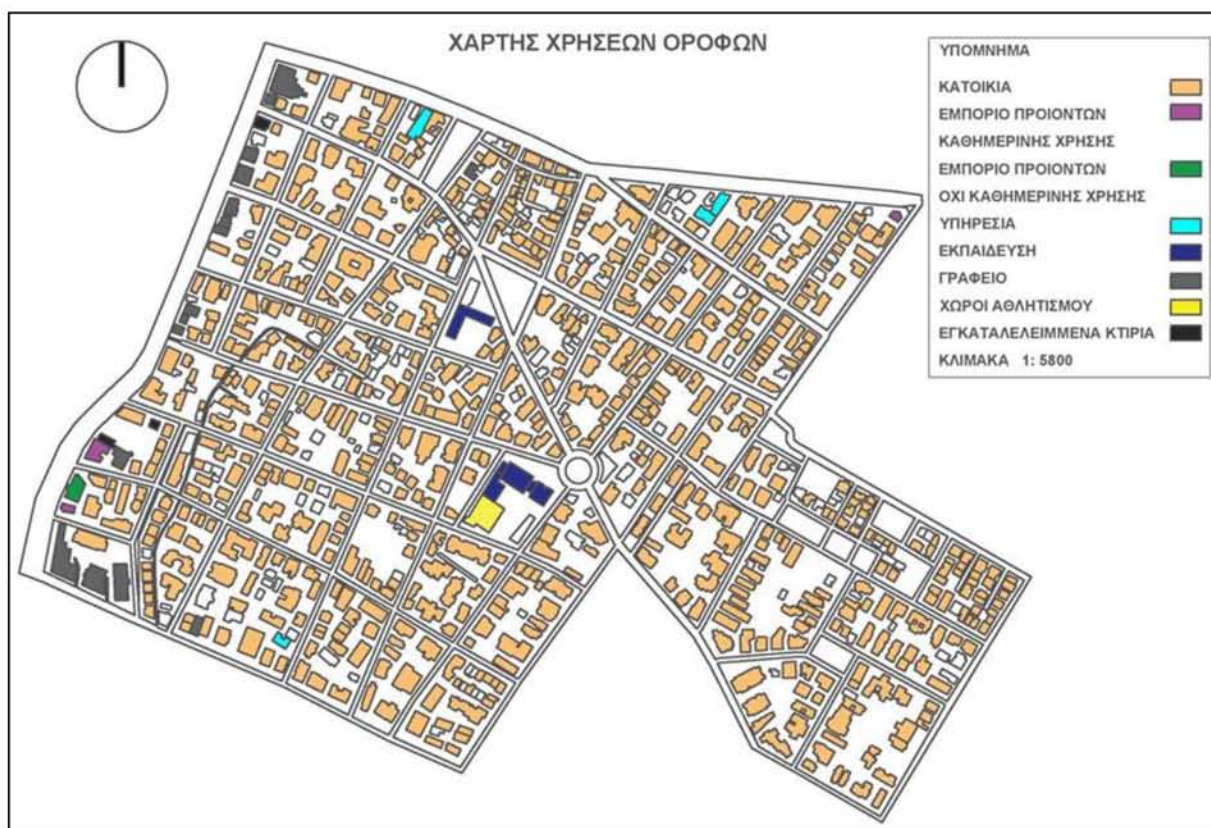 ΧΑΡΤΗΣ ΧΡΗΣΕΩΝ ΟΡΟΦΩΝ
ΥΠΟΜΝΗΜΑ
ΚΑΤΟΙΚΙΑ
ΕΜΠΟΡΙΟ ΠΡΟΙΟΝΤΩΝ
ΚΑΘΗΜΕΡΙΝΗΣ ΧΡΗΣΗΣ
ΕΜΠΟΡΙΟ ΠΡΟΙΟΝΤΩΝ
ΟΧΙ ΚΑΘΗΜΕΡΙΝΗΣ ΧΡΗΣΗΣ
ΥΠΗΡΕΣΙΑ
ΕΚΠΑΙΔΕΥΣΗ
ΓΡΑΦΕΙΟ
ΧΩΡΟΙ ΑΘΛΗΤΙΣΜΟΥ
ΕΓΚΑΤΑΛΕΛΕΙΜΜΕΝΑ ΚΤΙΡΙΑ
ΚΛΙΜΑΚΑ 1: 5800